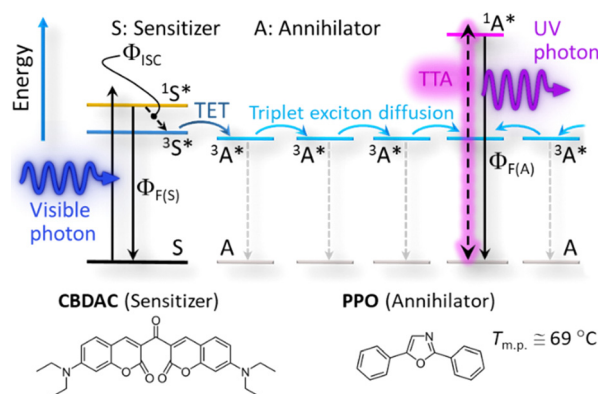 S: Sensitizer A: Annihilator
Energy
Φ_ISC
¹S*
³S*
TET
Triplet exciton diffusion
TTA
¹A*
UV photon
³A*
³A*
³A*
³A*
Φ_F(S)
Φ_F(A)
Visible photon
S
A
A
CBDAC (Sensitizer)
PPO (Annihilator)
N
O
O
O
O
O
N
N
O
T_m.p. ≅ 69 °C